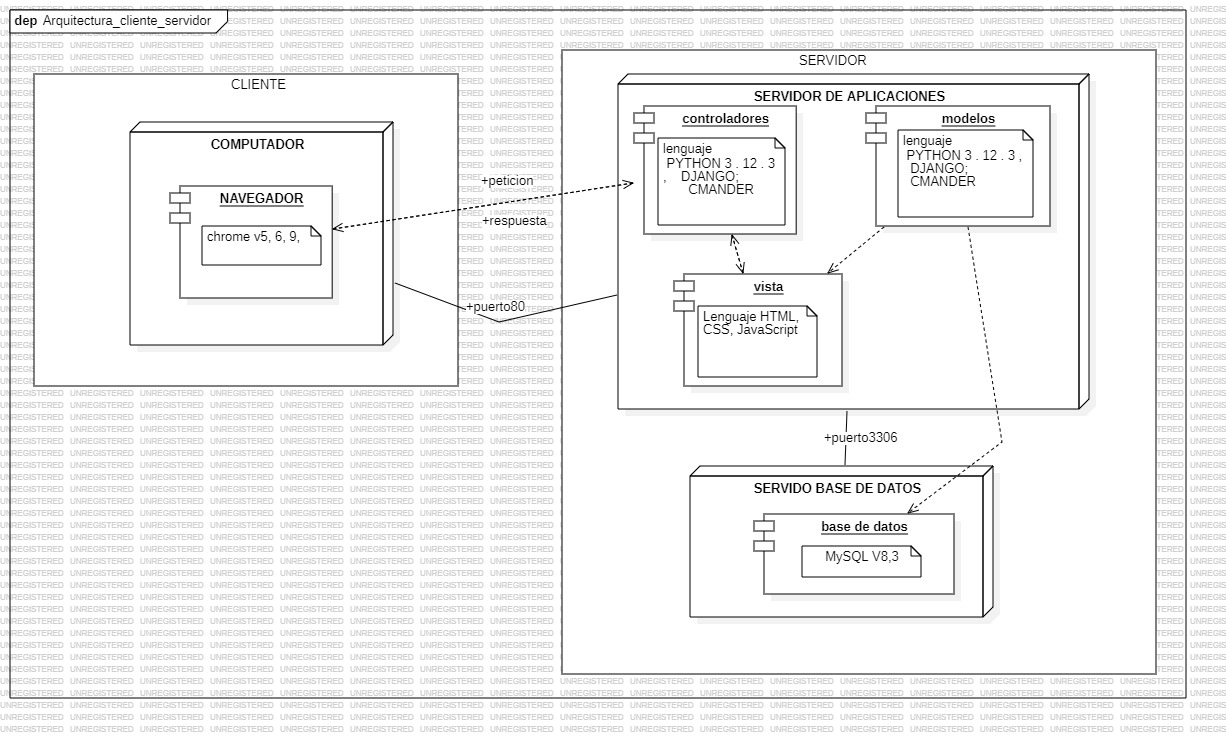 dep Arquitectura_cliente_servidor
CLIENTE
COMPUTADOR
NAVEGADOR
chrome v5, 6, 9,
+peticion
+respuesta
+puerto80
SERVIDOR
SERVIDOR DE APLICACIONES
controladores
lenguaje
PYTHON 3 . 12 . 3
, DJANGO;
CMANDER
modelos
lenguaje
PYTHON 3 . 12 . 3 ,
DJANGO;
CMANDER
vista
Lenguaje HTML,
CSS, JavaScript
+puerto3306
SERVIDO BASE DE DATOS
base de datos
MySQL V8,3
UNREGISTERED